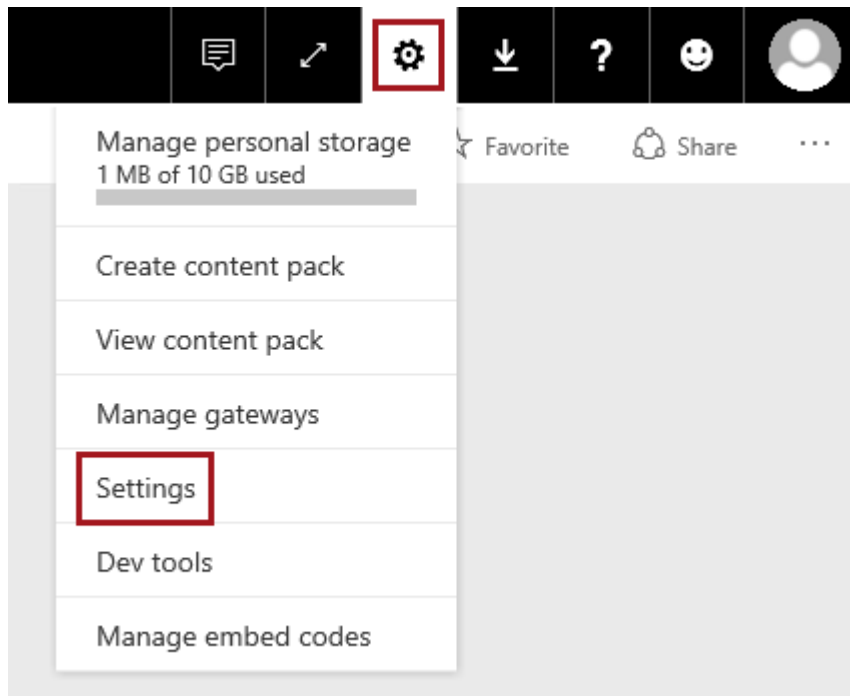 ?
Manage personal storage
1 MB of 10 GB used
Favorite
Share
...
Create content pack
View content pack
Manage gateways
Settings
Dev tools
Manage embed codes